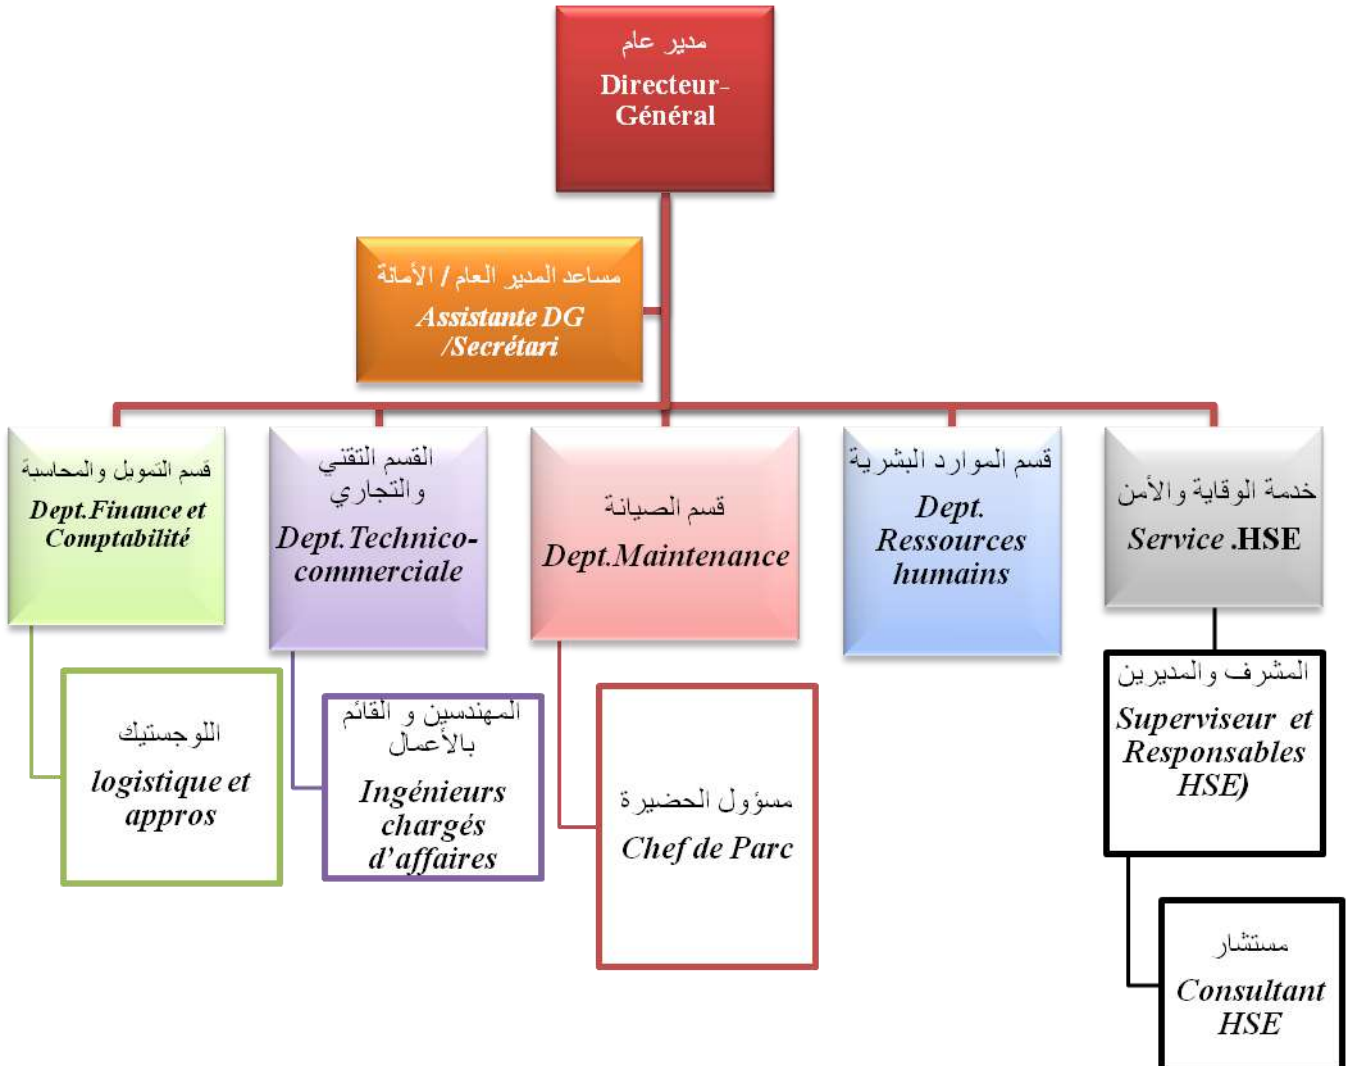 مدير عام
Directeur-
Général
مساعد المدير العام / الأمانة
Assistante DG
/Secrétari
قسم التمويل والمحاسبة
Dept.Finance et
Comptabilité
القسم التقني
والتجاري
Dept.Technico-
commerciale
قسم الصيانة
Dept.Maintenance
قسم الموارد البشرية
Dept.
Ressources
humains
خدمة الوقاية والأمن
Service .HSE
اللوجستيك
logistique et
appros
المهندسين و القائم
بالأعمال
Ingénieurs
chargés
d’affaires
مسؤول الحضيرة
Chef de Parc
المشرف والمديرين
Superviseur et
Responsables
HSE)
مستشار
Consultant
HSE